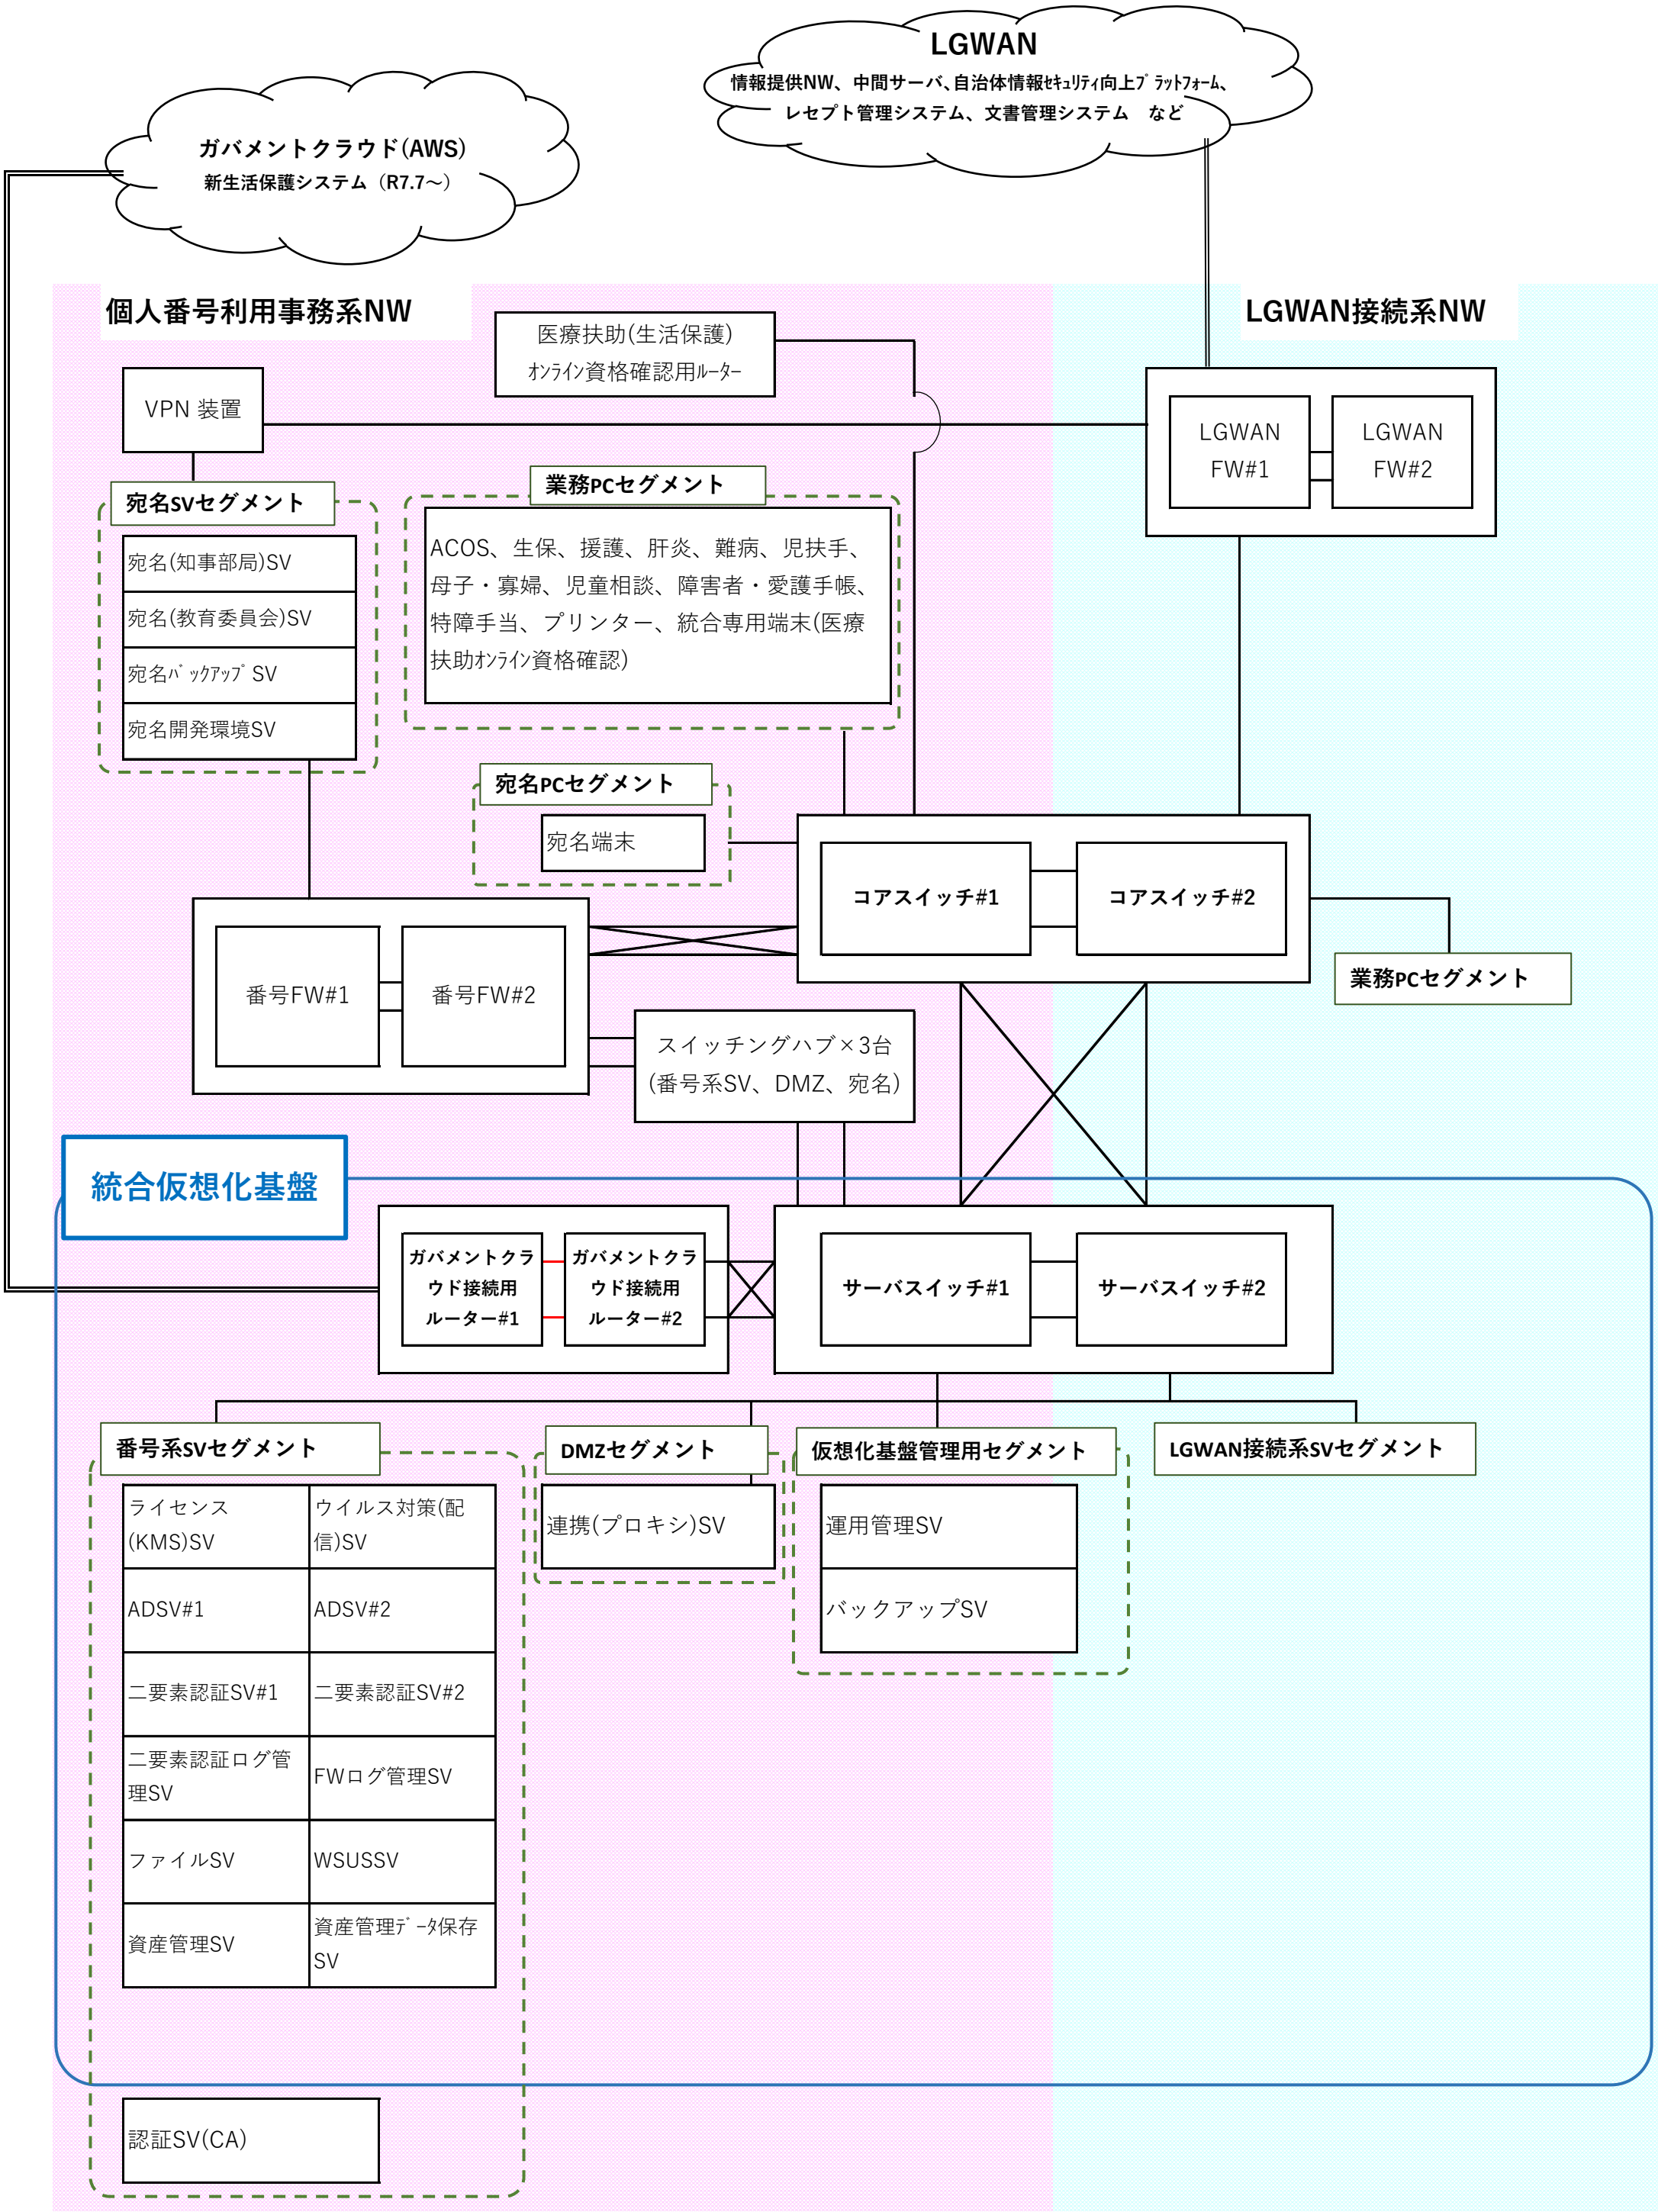 LGWAN
情報提供NW、中間サーバ、自治体情報ｾｷｭﾘﾃｨ向上ﾌﾟﾗｯﾄﾌｫｰﾑ、
レセプト管理システム、文書管理システム　など
ガバメントクラウド(AWS)
新生活保護システム（R7.7～）
個人番号利用事務系NW
LGWAN接続系NW
医療扶助(生活保護)
ｵﾝﾗｲﾝ資格確認用ﾙｰﾀｰ
VPN 装置
LGWAN
FW#1
LGWAN
FW#2
宛名SVセグメント
宛名(知事部局)SV
宛名(教育委員会)SV
宛名ﾊﾞｯｸｱｯﾌﾟSV
宛名開発環境SV
業務PCセグメント
ACOS、生保、援護、肝炎、難病、児扶手、
母子・寡婦、児童相談、障害者・愛護手帳、
特障手当、プリンター、統合専用端末(医療
扶助ｵﾝﾗｲﾝ資格確認)
宛名PCセグメント
宛名端末
コアスイッチ#1
コアスイッチ#2
業務PCセグメント
番号FW#1
番号FW#2
スイッチングハブ×3台
(番号系SV、DMZ、宛名)
統合仮想化基盤
ガバメントクラ
ウド接続用
ルーター#1
ガバメントクラ
ウド接続用
ルーター#2
サーバスイッチ#1
サーバスイッチ#2
番号系SVセグメント
DMZセグメント
仮想化基盤管理用セグメント
LGWAN接続系SVセグメント
ライセンス
(KMS)SV
ウイルス対策(配
信)SV
連携(プロキシ)SV
運用管理SV
バックアップSV
ADSV#1
ADSV#2
二要素認証SV#1
二要素認証SV#2
二要素認証ログ管
理SV
FWログ管理SV
ファイルSV
WSUSSV
資産管理SV
資産管理ﾃﾞｰﾀ保存
SV
認証SV(CA)